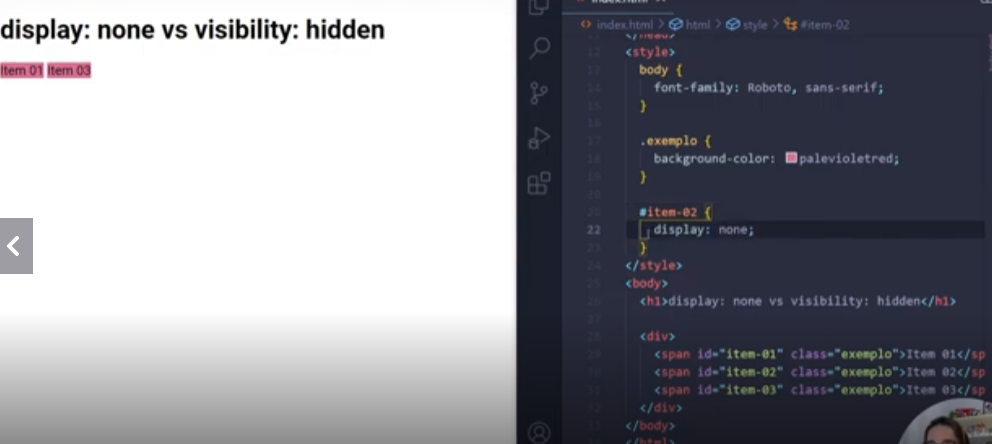 display: none vs visibility: hidden
Item 01 Item 03
index.html > html > style > #item-02
</head>
12 <style>
13 body {
14 font-family: Roboto, sans-serif;
15 }
16
17 .exemplo {
18 background-color: palevioletred;
19 }
20
21 #item-02 {
22 display: none;
23 }
24 </style>
25 <body>
26 <h1>display: none vs visibility: hidden</h1>
27
28 <div>
29 <span id="item-01" class="exemplo">Item 01</sp
30 <span id="item-02" class="exemplo">Item 02</sp
31 <span id="item-03" class="exemplo">Item 03</sp
32 </div>
</body>
</html>